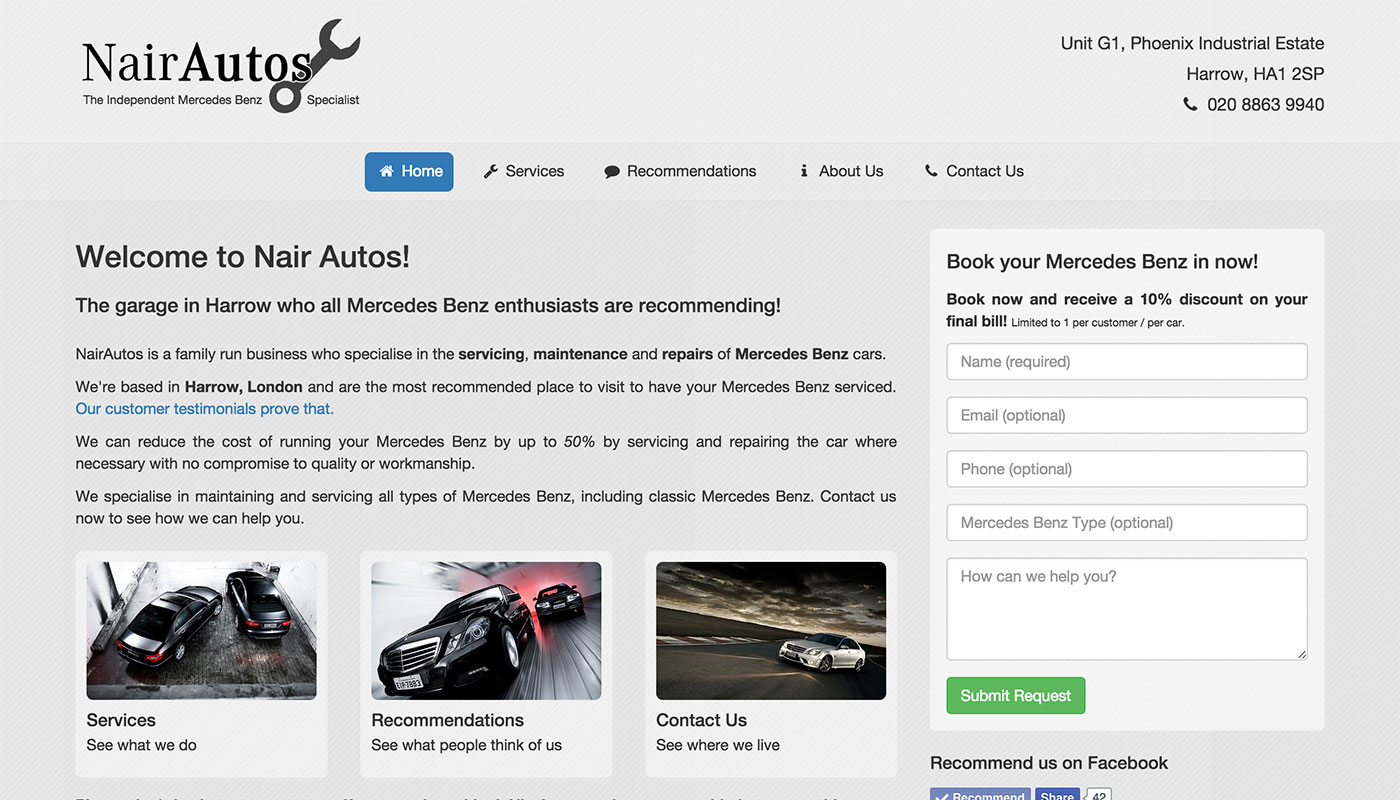 NairAutos
The Independent Mercedes Benz Specialist
Unit G1, Phoenix Industrial Estate
Harrow, HA1 2SP
020 8863 9940
Home
Services
Recommendations
About Us
Contact Us
Welcome to Nair Autos!
The garage in Harrow who all Mercedes Benz enthusiasts are recommending!
NairAutos is a family run business who specialise in the servicing, maintenance and repairs of Mercedes Benz cars.
We're based in Harrow, London and are the most recommended place to visit to have your Mercedes Benz serviced.
Our customer testimonials prove that.
We can reduce the cost of running your Mercedes Benz by up to 50% by servicing and repairing the car where
necessary with no compromise to quality or workmanship.
We specialise in maintaining and servicing all types of Mercedes Benz, including classic Mercedes Benz. Contact us
now to see how we can help you.
Services
See what we do
Recommendations
See what people think of us
Contact Us
See where we live
Book your Mercedes Benz in now!
Book now and receive a 10% discount on your
final bill! Limited to 1 per customer / per car.
Name (required)
Email (optional)
Phone (optional)
Mercedes Benz Type (optional)
How can we help you?
Submit Request
Recommend us on Facebook
Recommend
Share
42